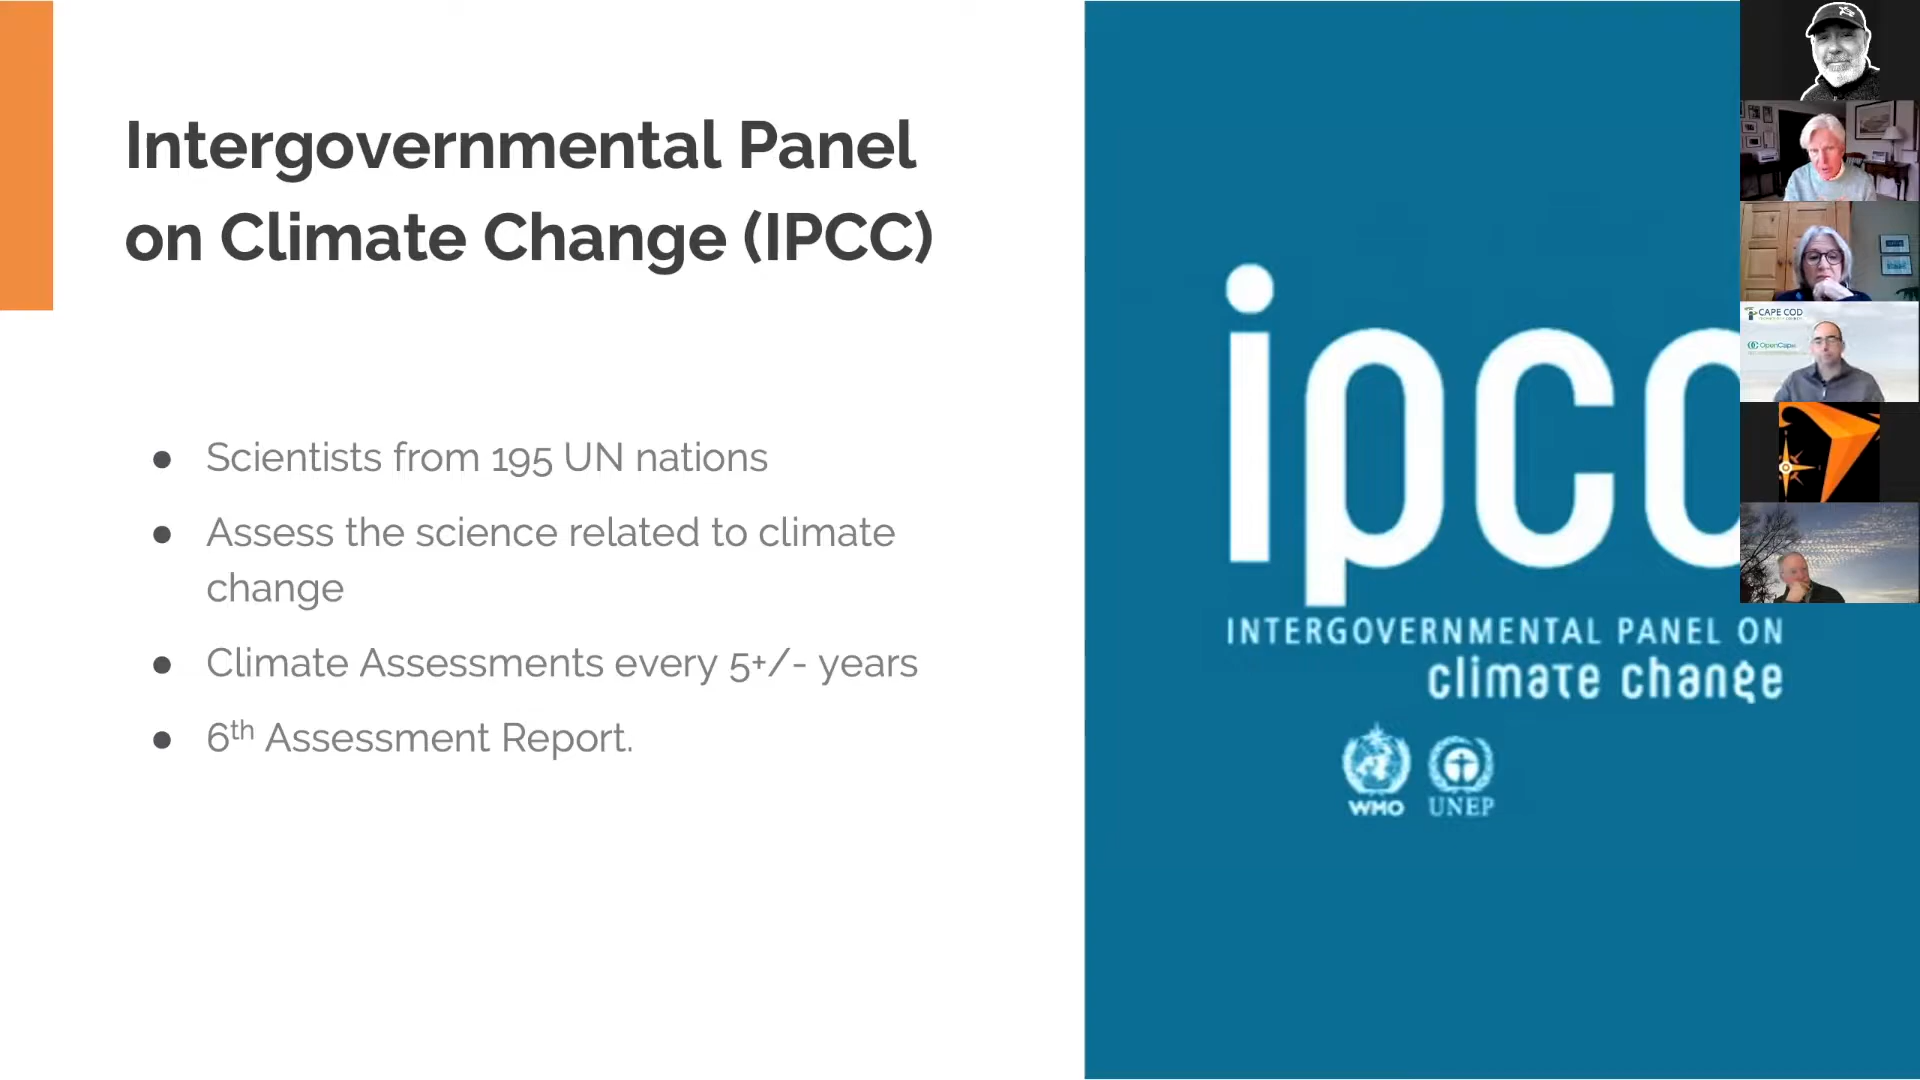 Intergovernmental Panel
on Climate Change (IPCC)
● Scientists from 195 UN nations
● Assess the science related to climate
change
● Climate Assessments every 5+/- years
● 6th Assessment Report.
ipcc
INTERGOVERNMENTAL PANEL ON
climate change
WMO UNEP
CAPE COD
OpenCape